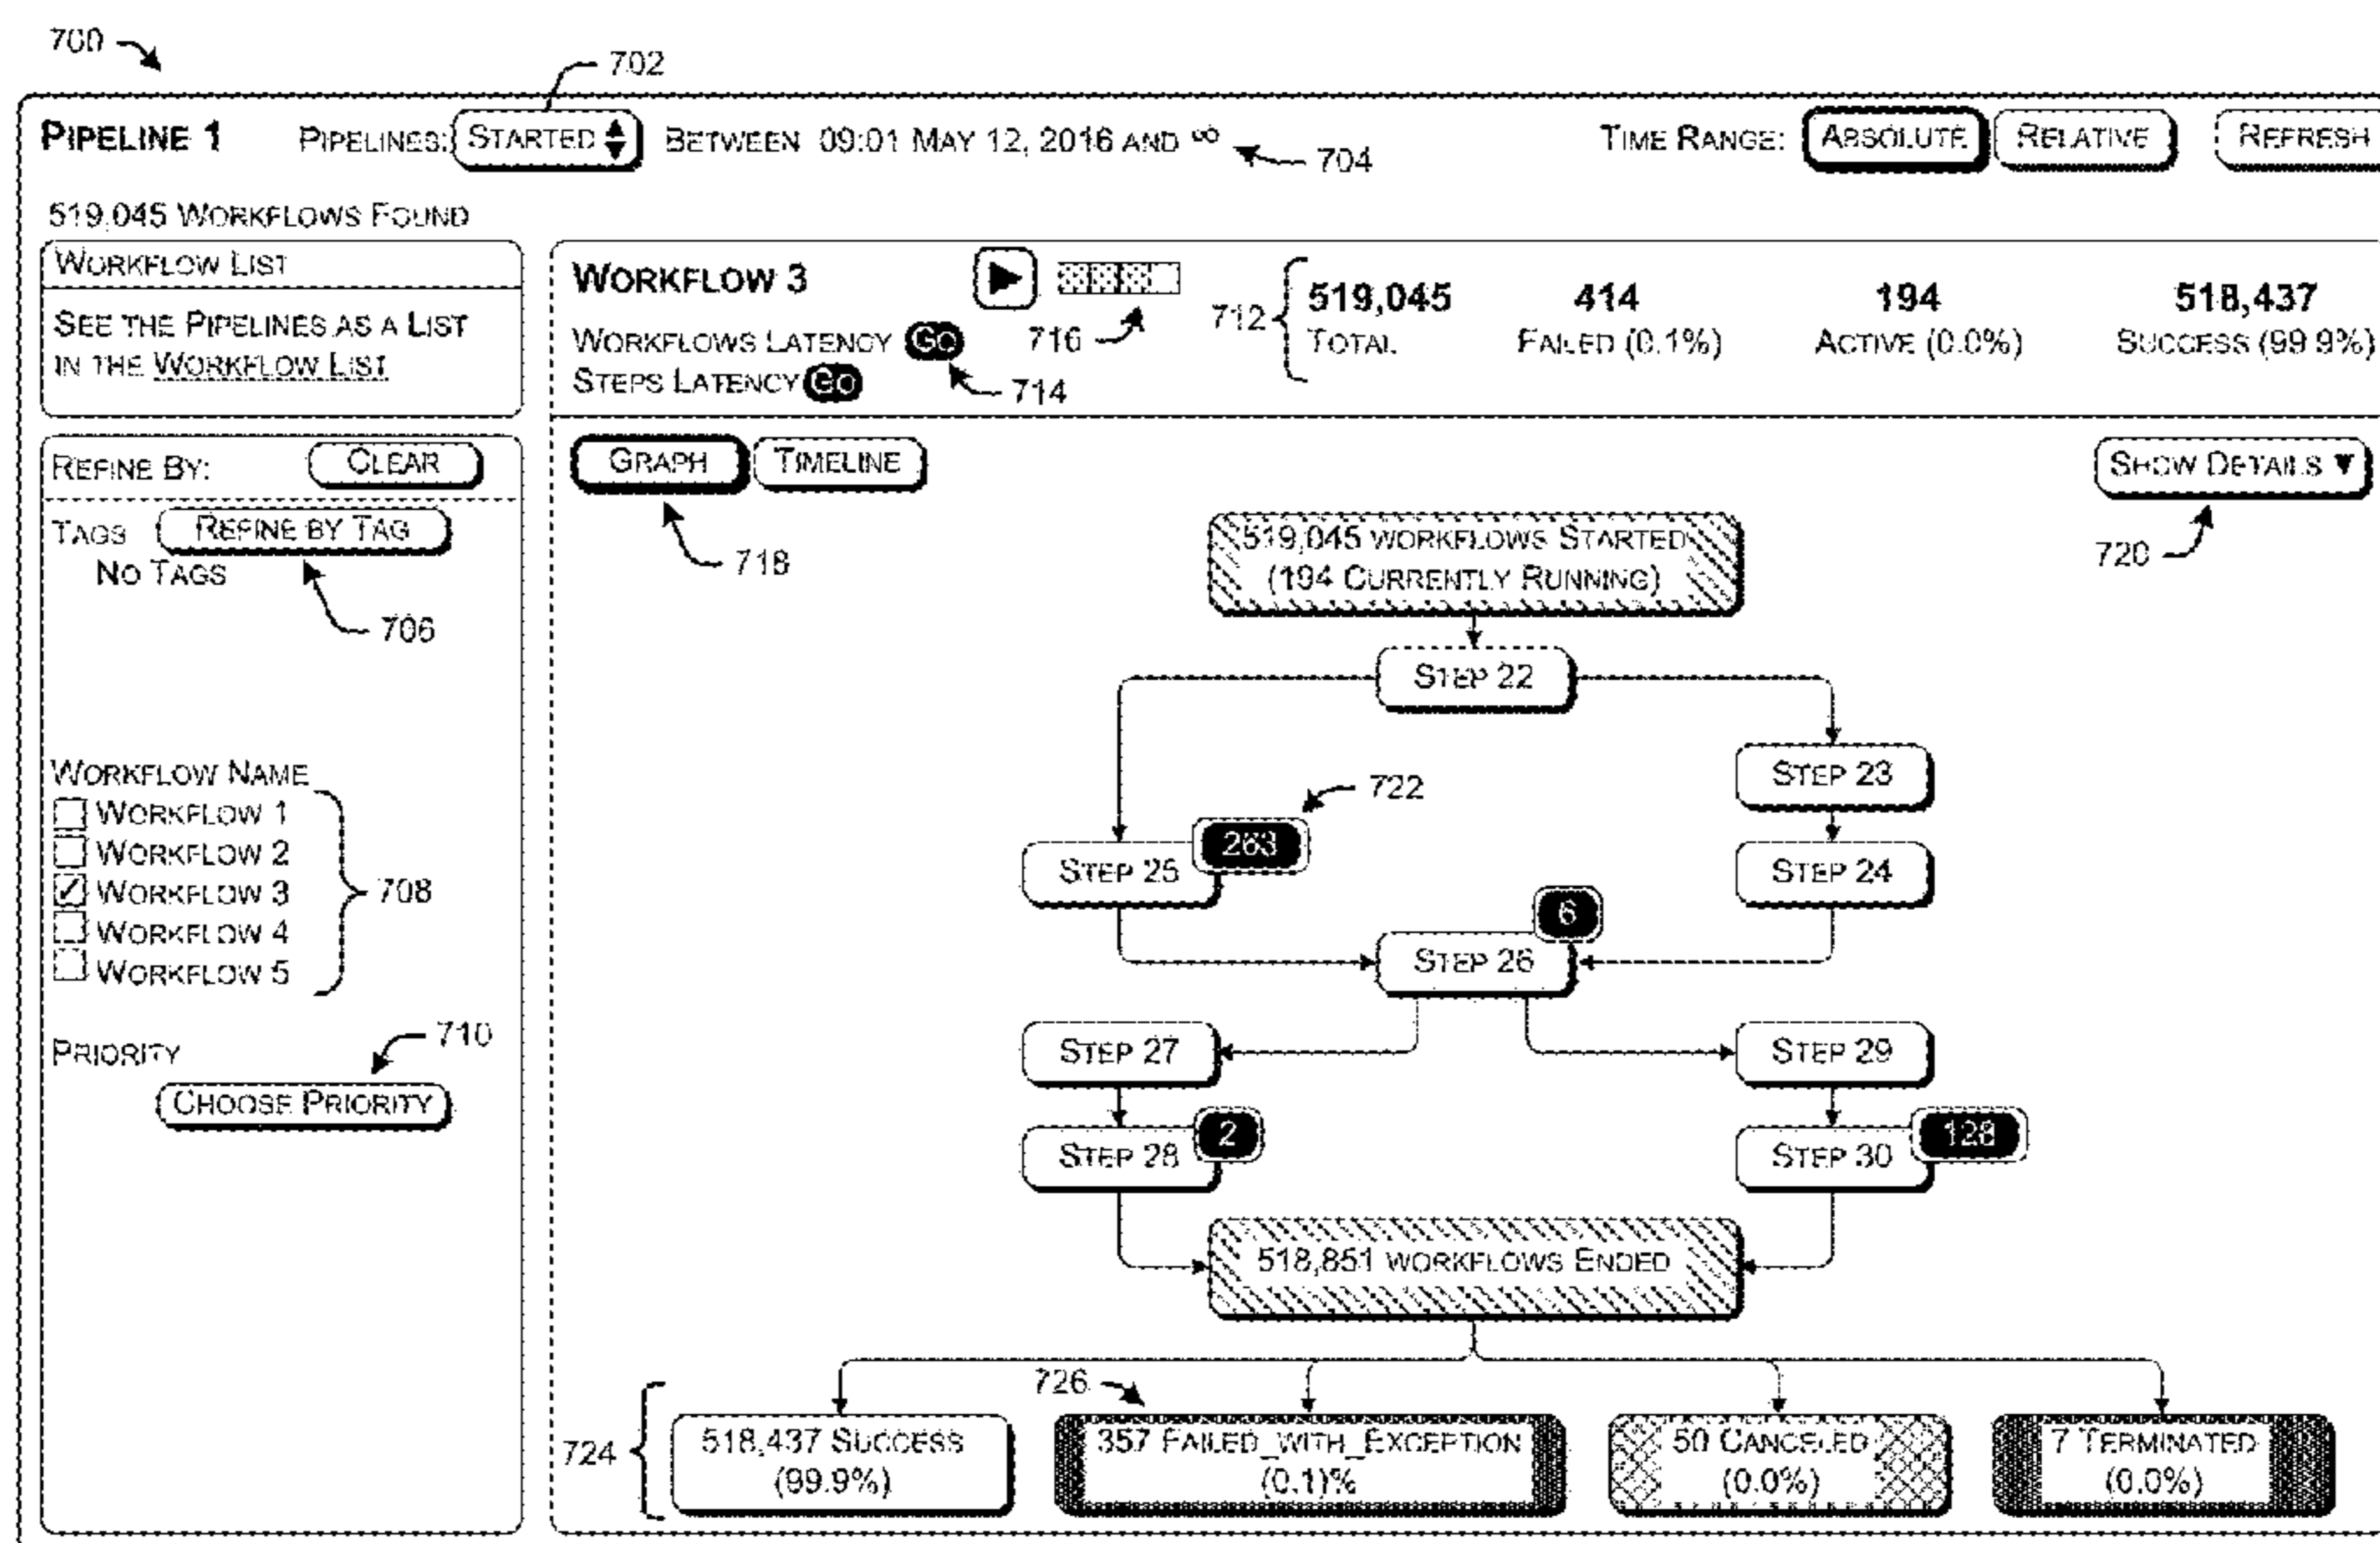 700
702
PIPELINE 1 PIPELINES: STARTED BETWEEN 09:01 MAY 12, 2016 AND ∞ 704 TIME RANGE: ABSOLUTE RELATIVE REFRESH
519,045 WORKFLOWS FOUND
WORKFLOW LIST
SEE THE PIPELINES AS A LIST
IN THE WORKFLOW LIST
REFINE BY: CLEAR
TAGS REFINE BY TAG
NO TAGS
706
WORKFLOW NAME
WORKFLOW 1
WORKFLOW 2
WORKFLOW 3
WORKFLOW 4
WORKFLOW 5
708
710
PRIORITY
CHOOSE PRIORITY
WORKFLOW 3
WORKFLOWS LATENCY GO
STEPS LATENCY GO
716
714
712
519,045 414 194 518,437
TOTAL FAILED (0.1%) ACTIVE (0.0%) SUCCESS (99.9%)
GRAPH TIMELINE SHOW DETAILS
718
720
519,045 WORKFLOWS STARTED
(194 CURRENTLY RUNNING)
STEP 22
STEP 23
722
263
STEP 25
STEP 24
6
STEP 26
STEP 27 STEP 29
2
128
STEP 28 STEP 30
518,851 WORKFLOWS ENDED
726
724
518,437 SUCCESS
(99.9%)
357 FAILED_WITH_EXCEPTION
(0.1)%
50 CANCELED
(0.0%)
7 TERMINATED
(0.0%)